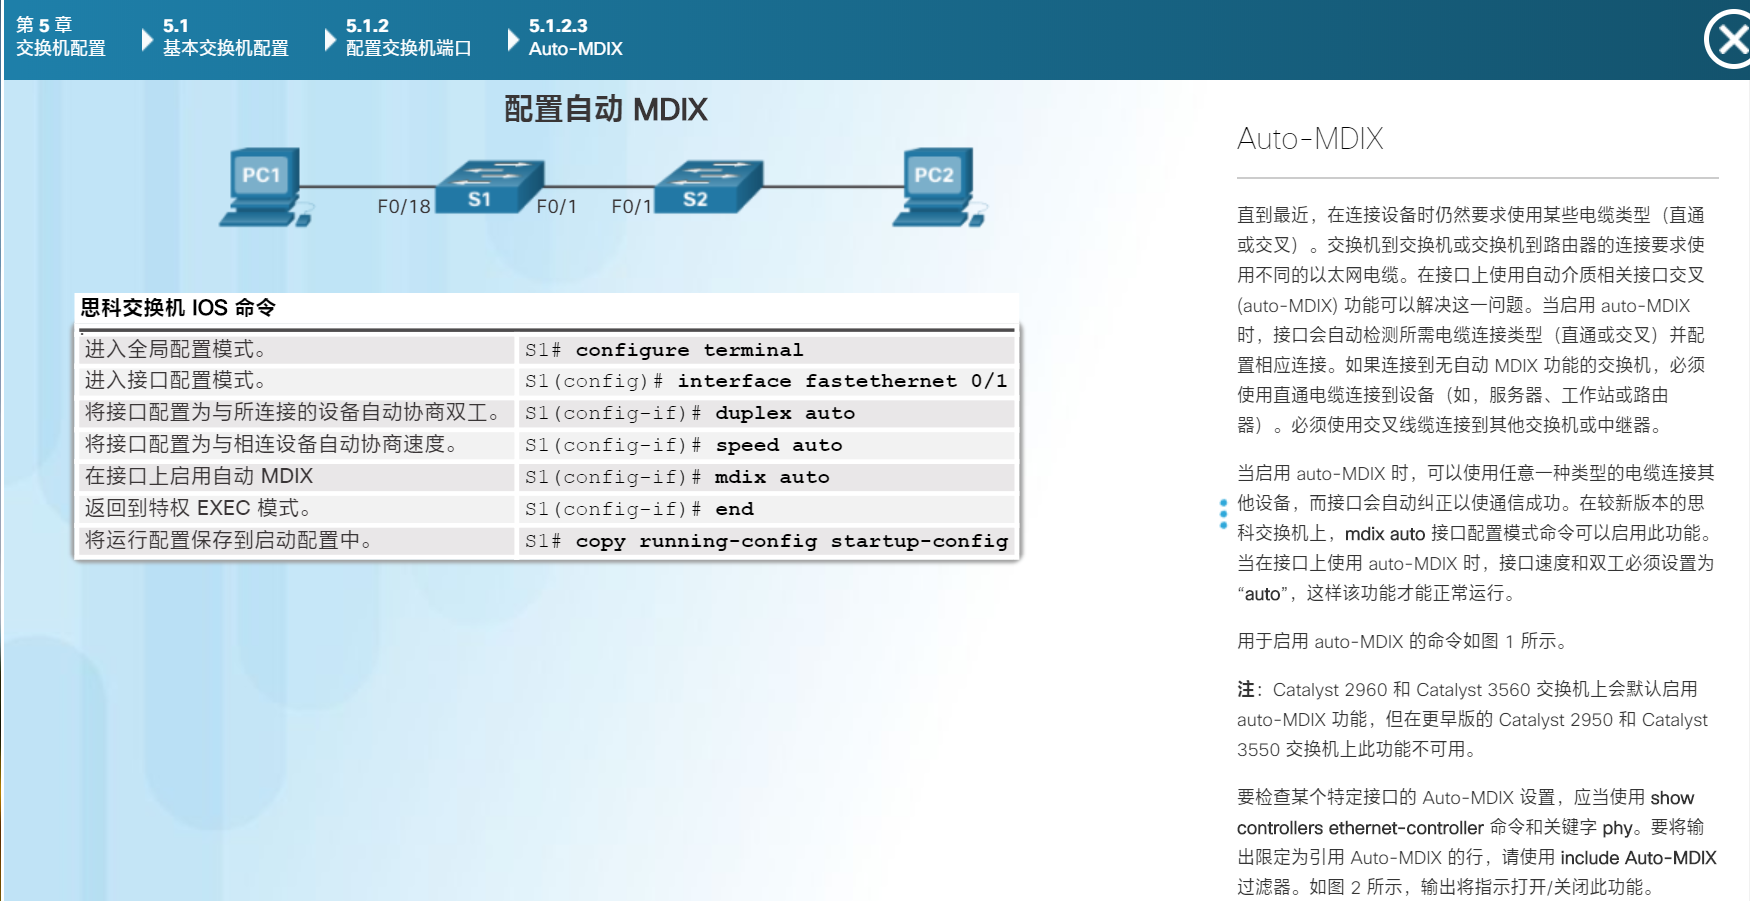 第 5 章
交换机配置
5.1
基本交换机配置
5.1.2
配置交换机端口
5.1.2.3
Auto-MDIX
配置自动 MDIX
PC1
F0/18
S1
F0/1
F0/1
S2
PC2
思科交换机 IOS 命令
进入全局配置模式。 S1# configure terminal
进入接口配置模式。 S1(config)# interface fastethernet 0/1
将接口配置为与所连接的设备自动协商双工。 S1(config-if)# duplex auto
将接口配置为与相连设备自动协商速度。 S1(config-if)# speed auto
在接口上启用自动 MDIX S1(config-if)# mdix auto
返回到特权 EXEC 模式。 S1(config-if)# end
将运行配置保存到启动配置中。 S1# copy running-config startup-config
Auto-MDIX
直到最近，在连接设备时仍然要求使用某些电缆类型（直通
或交叉）。交换机到交换机或交换机到路由器的连接要求使
用不同的以太网电缆。在接口上使用自动介质相关接口交叉
(auto-MDIX) 功能可以解决这一问题。当启用 auto-MDIX
时，接口会自动检测所需电缆连接类型（直通或交叉）并配
置相应连接。如果连接到无自动 MDIX 功能的交换机，必须
使用直通电缆连接到设备（如，服务器、工作站或路由
器）。必须使用交叉线缆连接到其他交换机或中继器。
当启用 auto-MDIX 时，可以使用任意一种类型的电缆连接其
他设备，而接口会自动纠正以使通信成功。在较新版本的思
科交换机上，mdix auto 接口配置模式命令可以启用此功能。
当在接口上使用 auto-MDIX 时，接口速度和双工必须设置为
“auto”，这样该功能才能正常运行。
用于启用 auto-MDIX 的命令如图 1 所示。
注：Catalyst 2960 和 Catalyst 3560 交换机上会默认启用
auto-MDIX 功能，但在更早版的 Catalyst 2950 和 Catalyst
3550 交换机上此功能不可用。
要检查某个特定接口的 Auto-MDIX 设置，应当使用 show
controllers ethernet-controller 命令和关键字 phy。要将输
出限定为引用 Auto-MDIX 的行，请使用 include Auto-MDIX
过滤器。如图 2 所示，输出将指示打开/关闭此功能。